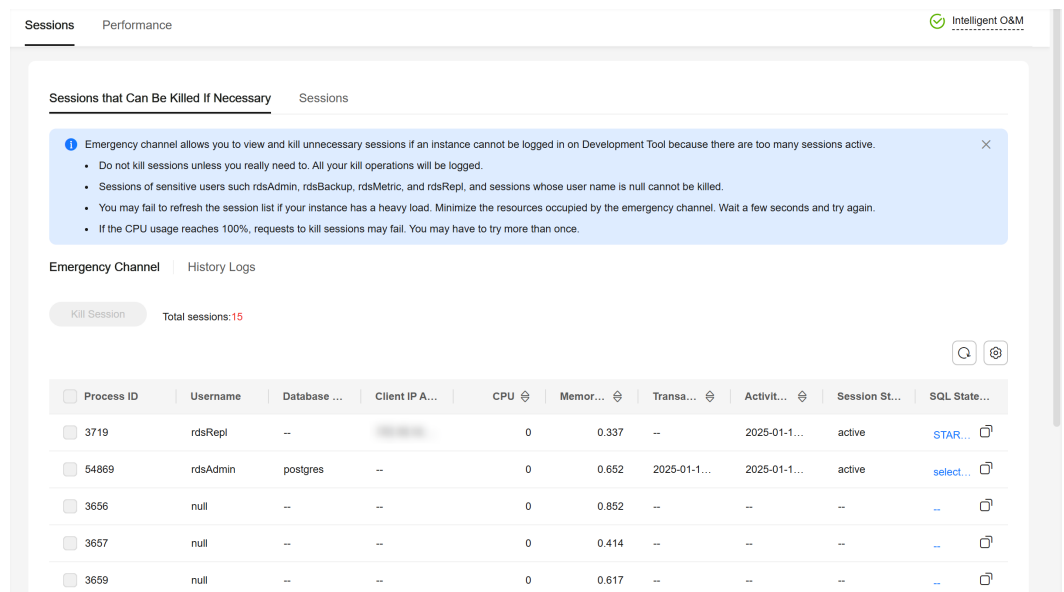 Sessions Performance Intelligent O&M
Sessions that Can Be Killed If Necessary Sessions
Emergency channel allows you to view and kill unnecessary sessions if an instance cannot be logged in on Development Tool because there are too many sessions active.
• Do not kill sessions unless you really need to. All your kill operations will be logged.
• Sessions of sensitive users such rdsAdmin, rdsBackup, rdsMetric, and rdsRepl, and sessions whose user name is null cannot be killed.
• You may fail to refresh the session list if your instance has a heavy load. Minimize the resources occupied by the emergency channel. Wait a few seconds and try again.
• If the CPU usage reaches 100%, requests to kill sessions may fail. You may have to try more than once.
Emergency Channel History Logs
Kill Session Total sessions:15
Process ID Username Database ... Client IP A... CPU Memor... Transa... Activit... Session St... SQL State...
3719 rdsRepl -- 0 0.337 -- 2025-01-1... active STAR...
54869 rdsAdmin postgres -- 0 0.652 2025-01-1... 2025-01-1... active select...
3656 null -- -- 0 0.852 -- -- -- --
3657 null -- -- 0 0.414 -- -- -- --
3659 null -- -- 0 0.617 -- -- -- --